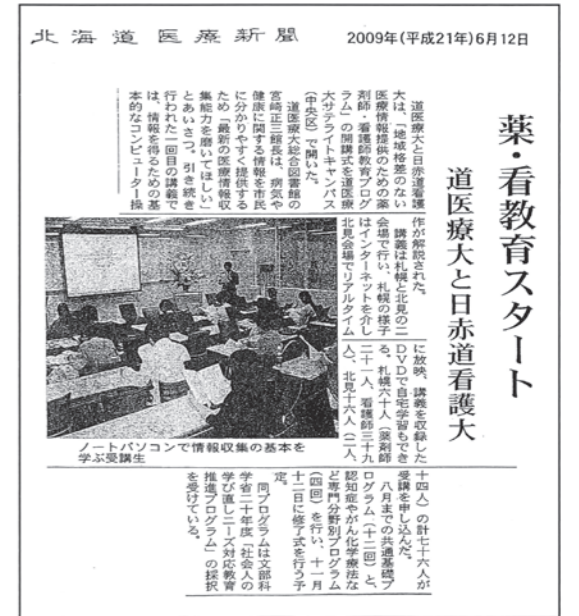 北海道医療新聞
2009年(平成21年)6月12日
薬・看教育スタート
道医療大と日赤道看護大
道医療大と日赤看護
大は、「地域格差のない
医療情報提供のための薬
剤師・看護師教育プログ
ラム」の開講式を道医療
大サテライトキャンパス
(中央区)で開いた。
道医療大総合図書館の
宮崎正三館長は、病気や
健康に関する情報を市民
に分かりやすく提供する
ため「最新の医療情報収
集能力を磨いてほしい」
とあいさつ。引き続き
行われた一回目の講義で
は、情報を得るための基
本的なコンピューター操
作が解説された。
講義は札幌と北見の二
会場で行い、札幌の様子
はインターネットを介し
北見会場でリアルタイム
に放映、講義を収録した
DVDで自宅学習もでき
る。札幌六十人(薬剤師
二十一人、看護師三十九
人)、北見十六人(二人、
十四人)の計七十六人が
受講を申し込んだ。
八月までの共通基礎プ
ログラム(十二回)と、
認知症やがん化学療法な
ど専門分野別プログラム
(四回)を行い、十一月
十二日に修了式を行う予
定。
同プログラムは文部科
学省二十年度「社会人の
学び直しニーズ対応教育
推進プログラム」の採択
を受けている。
ノートパソコンで情報収集の基本を
学ぶ受講生